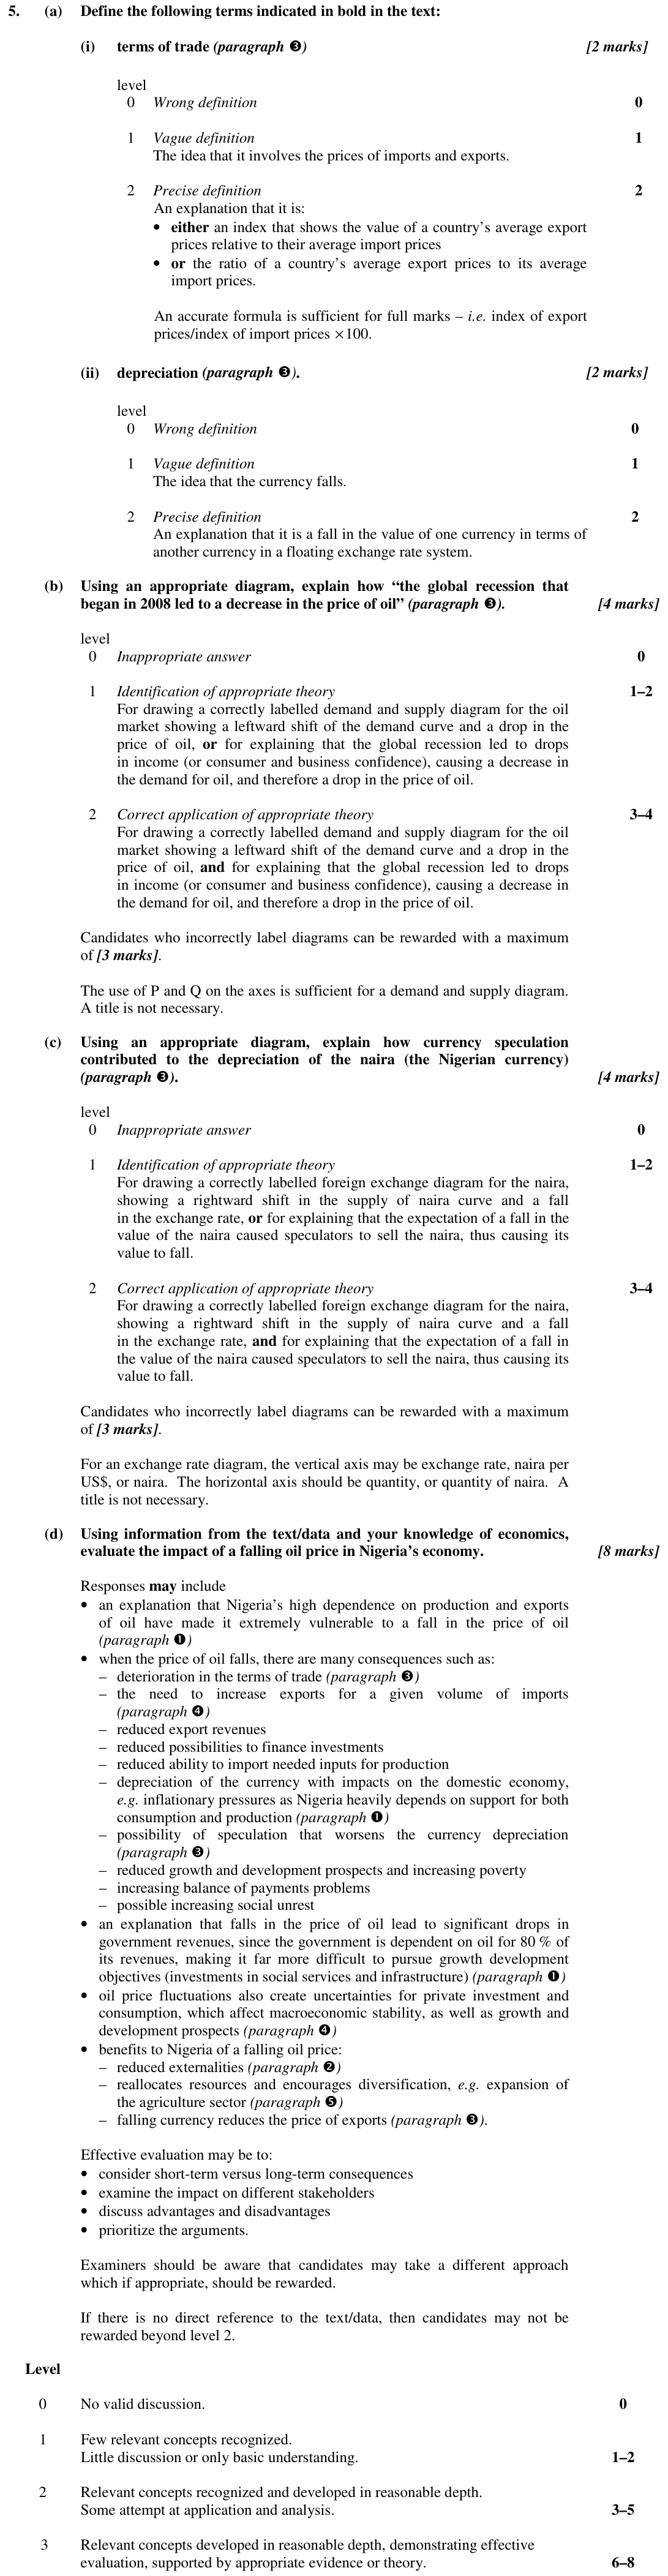 5. (a) Define the following terms indicated in bold in the text:
(i) terms of trade (paragraph ❸) [2 marks]
level
0 Wrong definition 0
1 Vague definition 1
The idea that it involves the prices of imports and exports.
2 Precise definition 2
An explanation that it is:
• either an index that shows the value of a country's average export
prices relative to their average import prices
• or the ratio of a country's average export prices to its average
import prices.
An accurate formula is sufficient for full marks – i.e. index of export
prices/index of import prices ×100.
(ii) depreciation (paragraph ❸). [2 marks]
level
0 Wrong definition 0
1 Vague definition 1
The idea that the currency falls.
2 Precise definition 2
An explanation that it is a fall in the value of one currency in terms of
another currency in a floating exchange rate system.
(b) Using an appropriate diagram, explain how “the global recession that
began in 2008 led to a decrease in the price of oil” (paragraph ❸). [4 marks]
level
0 Inappropriate answer 0
1 Identification of appropriate theory 1–2
For drawing a correctly labelled demand and supply diagram for the oil
market showing a leftward shift of the demand curve and a drop in the
price of oil, or for explaining that the global recession led to drops
in income (or consumer and business confidence), causing a decrease in
the demand for oil, and therefore a drop in the price of oil.
2 Correct application of appropriate theory 3–4
For drawing a correctly labelled demand and supply diagram for the oil
market showing a leftward shift of the demand curve and a drop in the
price of oil, and for explaining that the global recession led to drops
in income (or consumer and business confidence), causing a decrease in
the demand for oil, and therefore a drop in the price of oil.
Candidates who incorrectly label diagrams can be rewarded with a maximum
of [3 marks].
The use of P and Q on the axes is sufficient for a demand and supply diagram.
A title is not necessary.
(c) Using an appropriate diagram, explain how currency speculation
contributed to the depreciation of the naira (the Nigerian currency)
(paragraph ❸). [4 marks]
level
0 Inappropriate answer 0
1 Identification of appropriate theory 1–2
For drawing a correctly labelled foreign exchange diagram for the naira,
showing a rightward shift in the supply of naira curve and a fall
in the exchange rate, or for explaining that the expectation of a fall in the
value of the naira caused speculators to sell the naira, thus causing its
value to fall.
2 Correct application of appropriate theory 3–4
For drawing a correctly labelled foreign exchange diagram for the naira,
showing a rightward shift in the supply of naira curve and a fall
in the exchange rate, and for explaining that the expectation of a fall in
the value of the naira caused speculators to sell the naira, thus causing its
value to fall.
Candidates who incorrectly label diagrams can be rewarded with a maximum
of [3 marks].
For an exchange rate diagram, the vertical axis may be exchange rate, naira per
US$, or naira. The horizontal axis should be quantity, or quantity of naira. A
title is not necessary.
(d) Using information from the text/data and your knowledge of economics,
evaluate the impact of a falling oil price in Nigeria's economy. [8 marks]
Responses may include
• an explanation that Nigeria's high dependence on production and exports
of oil have made it extremely vulnerable to a fall in the price of oil
(paragraph ❶)
• when the price of oil falls, there are many consequences such as:
– deterioration in the terms of trade (paragraph ❸)
– the need to increase exports for a given volume of imports
(paragraph ❹)
– reduced export revenues
– reduced possibilities to finance investments
– reduced ability to import needed inputs for production
– depreciation of the currency with impacts on the domestic economy,
e.g. inflationary pressures as Nigeria heavily depends on support for both
consumption and production (paragraph ❶)
– possibility of speculation that worsens the currency depreciation
(paragraph ❸)
– reduced growth and development prospects and increasing poverty
– increasing balance of payments problems
– possible increasing social unrest
• an explanation that falls in the price of oil lead to significant drops in
government revenues, since the government is dependent on oil for 80 % of
its revenues, making it far more difficult to pursue growth development
objectives (investments in social services and infrastructure) (paragraph ❶)
• oil price fluctuations also create uncertainties for private investment and
consumption, which affect macroeconomic stability, as well as growth and
development prospects (paragraph ❹)
• benefits to Nigeria of a falling oil price:
– reduced externalities (paragraph ❷)
– reallocates resources and encourages diversification, e.g. expansion of
the agriculture sector (paragraph ❺)
– falling currency reduces the price of exports (paragraph ❸).
Effective evaluation may be to:
• consider short-term versus long-term consequences
• examine the impact on different stakeholders
• discuss advantages and disadvantages
• prioritize the arguments.
Examiners should be aware that candidates may take a different approach
which if appropriate, should be rewarded.
If there is no direct reference to the text/data, then candidates may not be
rewarded beyond level 2.
Level
0 No valid discussion. 0
1 Few relevant concepts recognized.
Little discussion or only basic understanding. 1–2
2 Relevant concepts recognized and developed in reasonable depth.
Some attempt at application and analysis. 3–5
3 Relevant concepts developed in reasonable depth, demonstrating effective
evaluation, supported by appropriate evidence or theory. 6–8